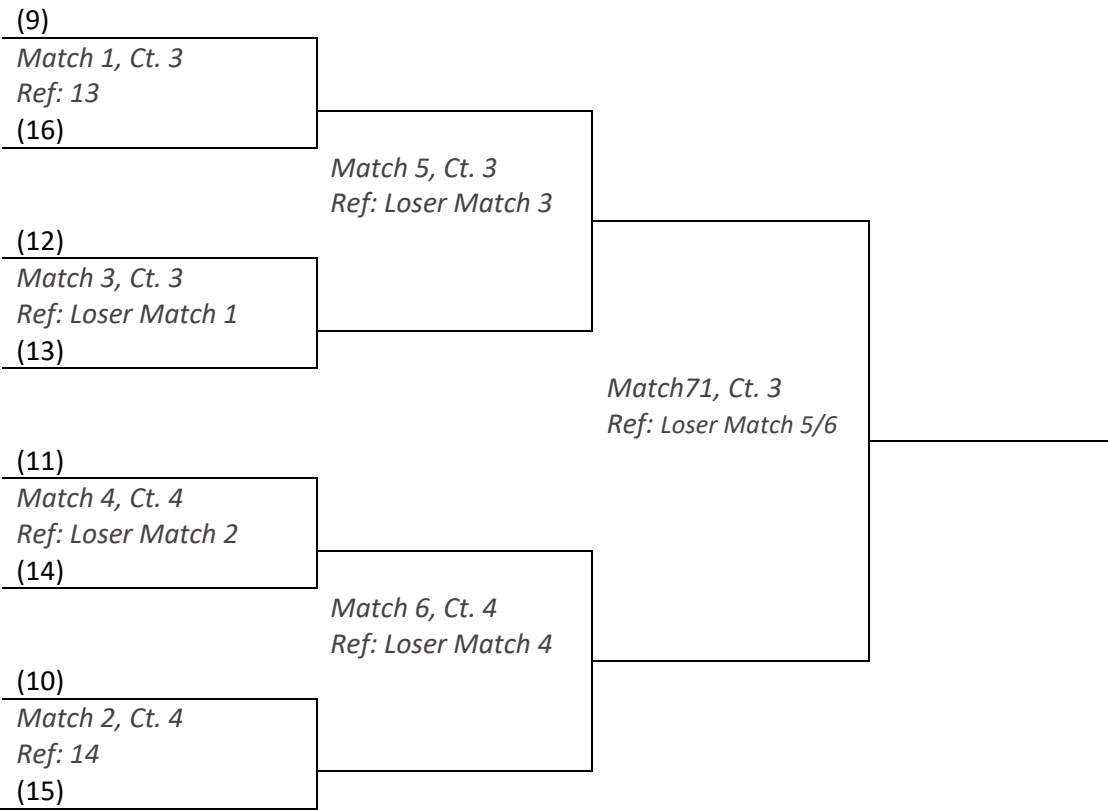 (9)
Match 1, Ct. 3
Ref: 13
(16)
Match 5, Ct. 3
Ref: Loser Match 3
(12)
Match 3, Ct. 3
Ref: Loser Match 1
(13)
Match71, Ct. 3
Ref: Loser Match 5/6
(11)
Match 4, Ct. 4
Ref: Loser Match 2
(14)
Match 6, Ct. 4
Ref: Loser Match 4
(10)
Match 2, Ct. 4
Ref: 14
(15)